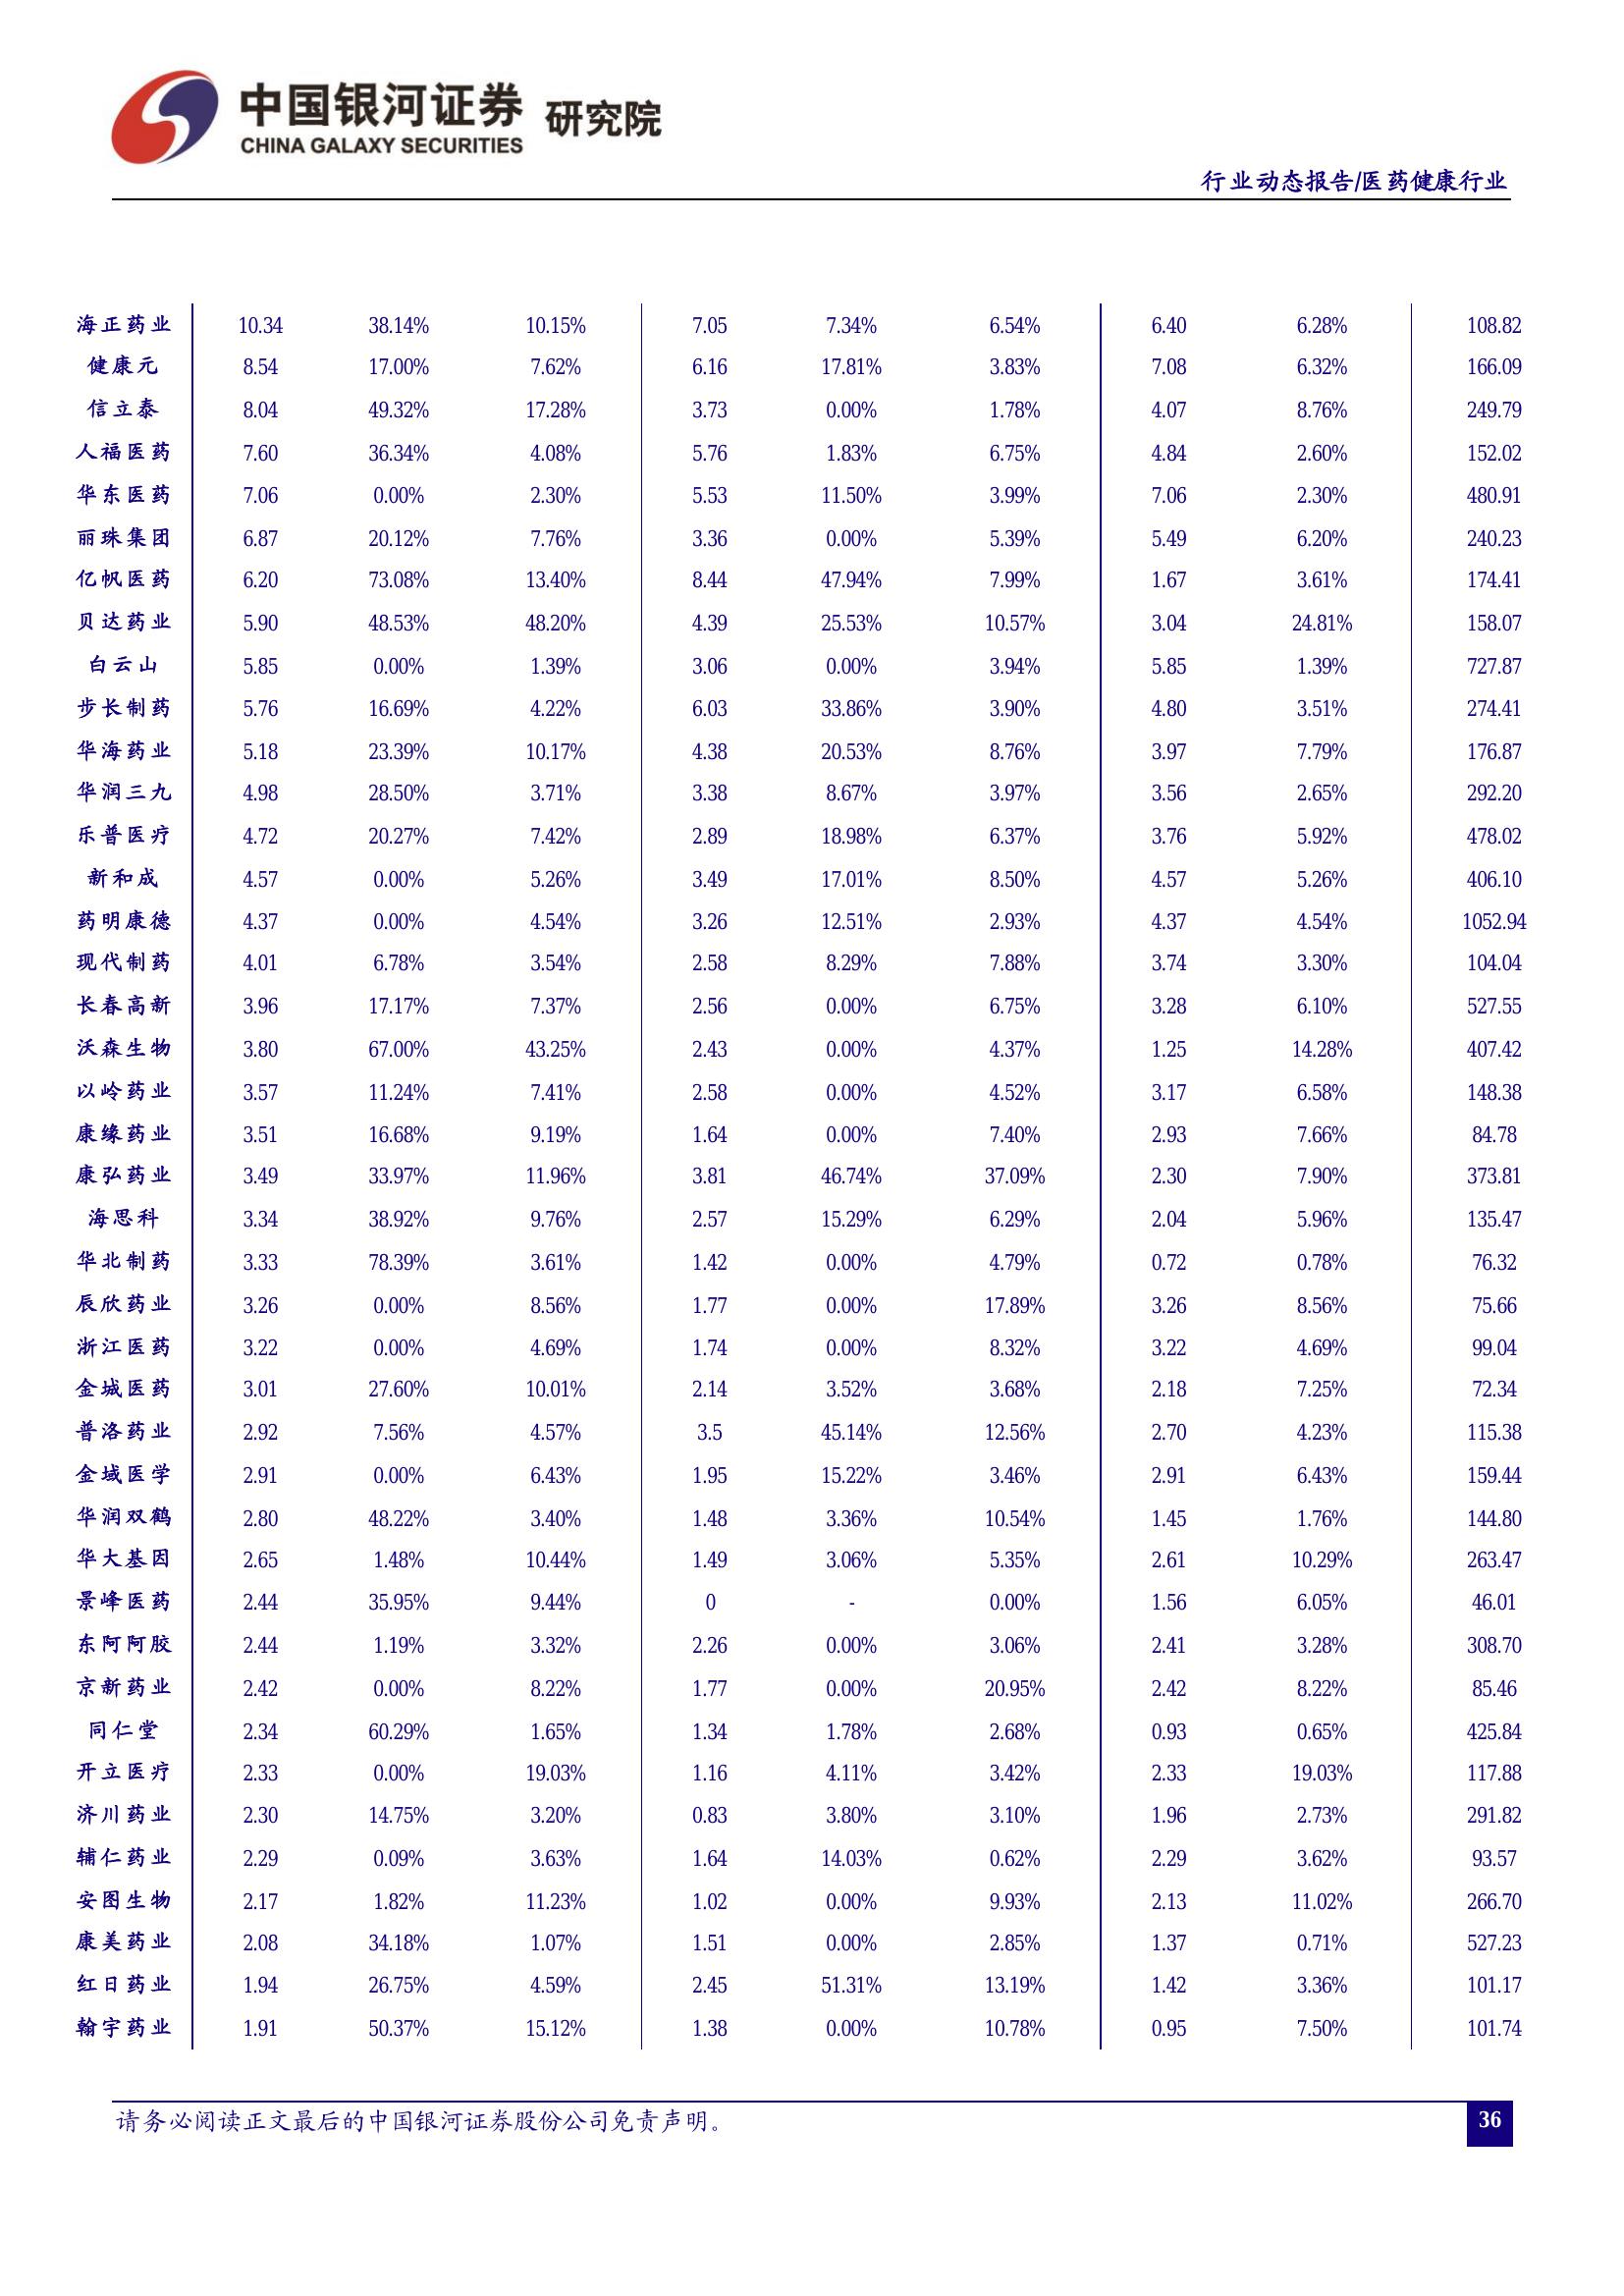 中国银河证券 研究院
CHINA GALAXY SECURITIES
行业动态报告/医药健康行业
海正药业 10.34 38.14% 10.15% 7.05 7.34% 6.54% 6.40 6.28% 108.82
健康元 8.54 17.00% 7.62% 6.16 17.81% 3.83% 7.08 6.32% 166.09
信立泰 8.04 49.32% 17.28% 3.73 0.00% 1.78% 4.07 8.76% 249.79
人福医药 7.60 36.34% 4.08% 5.76 1.83% 6.75% 4.84 2.60% 152.02
华东医药 7.06 0.00% 2.30% 5.53 11.50% 3.99% 7.06 2.30% 480.91
丽珠集团 6.87 20.12% 7.76% 3.36 0.00% 5.39% 5.49 6.20% 240.23
亿帆医药 6.20 73.08% 13.40% 8.44 47.94% 7.99% 1.67 3.61% 174.41
贝达药业 5.90 48.53% 48.20% 4.39 25.53% 10.57% 3.04 24.81% 158.07
白云山 5.85 0.00% 1.39% 3.06 0.00% 3.94% 5.85 1.39% 727.87
步长制药 5.76 16.69% 4.22% 6.03 33.86% 3.90% 4.80 3.51% 274.41
华海药业 5.18 23.39% 10.17% 4.38 20.53% 8.76% 3.97 7.79% 176.87
华润三九 4.98 28.50% 3.71% 3.38 8.67% 3.97% 3.56 2.65% 292.20
乐普医疗 4.72 20.27% 7.42% 2.89 18.98% 6.37% 3.76 5.92% 478.02
新和成 4.57 0.00% 5.26% 3.49 17.01% 8.50% 4.57 5.26% 406.10
药明康德 4.37 0.00% 4.54% 3.26 12.51% 2.93% 4.37 4.54% 1052.94
现代制药 4.01 6.78% 3.54% 2.58 8.29% 7.88% 3.74 3.30% 104.04
长春高新 3.96 17.17% 7.37% 2.56 0.00% 6.75% 3.28 6.10% 527.55
沃森生物 3.80 67.00% 43.25% 2.43 0.00% 4.37% 1.25 14.28% 407.42
以岭药业 3.57 11.24% 7.41% 2.58 0.00% 4.52% 3.17 6.58% 148.38
康缘药业 3.51 16.68% 9.19% 1.64 0.00% 7.40% 2.93 7.66% 84.78
康弘药业 3.49 33.97% 11.96% 3.81 46.74% 37.09% 2.30 7.90% 373.81
海思科 3.34 38.92% 9.76% 2.57 15.29% 6.29% 2.04 5.96% 135.47
华北制药 3.33 78.39% 3.61% 1.42 0.00% 4.79% 0.72 0.78% 76.32
辰欣药业 3.26 0.00% 8.56% 1.77 0.00% 17.89% 3.26 8.56% 75.66
浙江医药 3.22 0.00% 4.69% 1.74 0.00% 8.32% 3.22 4.69% 99.04
金城医药 3.01 27.60% 10.01% 2.14 3.52% 3.68% 2.18 7.25% 72.34
普洛药业 2.92 7.56% 4.57% 3.5 45.14% 12.56% 2.70 4.23% 115.38
金域医学 2.91 0.00% 6.43% 1.95 15.22% 3.46% 2.91 6.43% 159.44
华润双鹤 2.80 48.22% 3.40% 1.48 3.36% 10.54% 1.45 1.76% 144.80
华大基因 2.65 1.48% 10.44% 1.49 3.06% 5.35% 2.61 10.29% 263.47
景峰医药 2.44 35.95% 9.44% 0 - 0.00% 1.56 6.05% 46.01
东阿阿胶 2.44 1.19% 3.32% 2.26 0.00% 3.06% 2.41 3.28% 308.70
京新药业 2.42 0.00% 8.22% 1.77 0.00% 20.95% 2.42 8.22% 85.46
同仁堂 2.34 60.29% 1.65% 1.34 1.78% 2.68% 0.93 0.65% 425.84
开立医疗 2.33 0.00% 19.03% 1.16 4.11% 3.42% 2.33 19.03% 117.88
济川药业 2.30 14.75% 3.20% 0.83 3.80% 3.10% 1.96 2.73% 291.82
辅仁药业 2.29 0.09% 3.63% 1.64 14.03% 0.62% 2.29 3.62% 93.57
安图生物 2.17 1.82% 11.23% 1.02 0.00% 9.93% 2.13 11.02% 266.70
康美药业 2.08 34.18% 1.07% 1.51 0.00% 2.85% 1.37 0.71% 527.23
红日药业 1.94 26.75% 4.59% 2.45 51.31% 13.19% 1.42 3.36% 101.17
翰宇药业 1.91 50.37% 15.12% 1.38 0.00% 10.78% 0.95 7.50% 101.74
请务必阅读正文最后的中国银河证券股份公司免责声明。
36